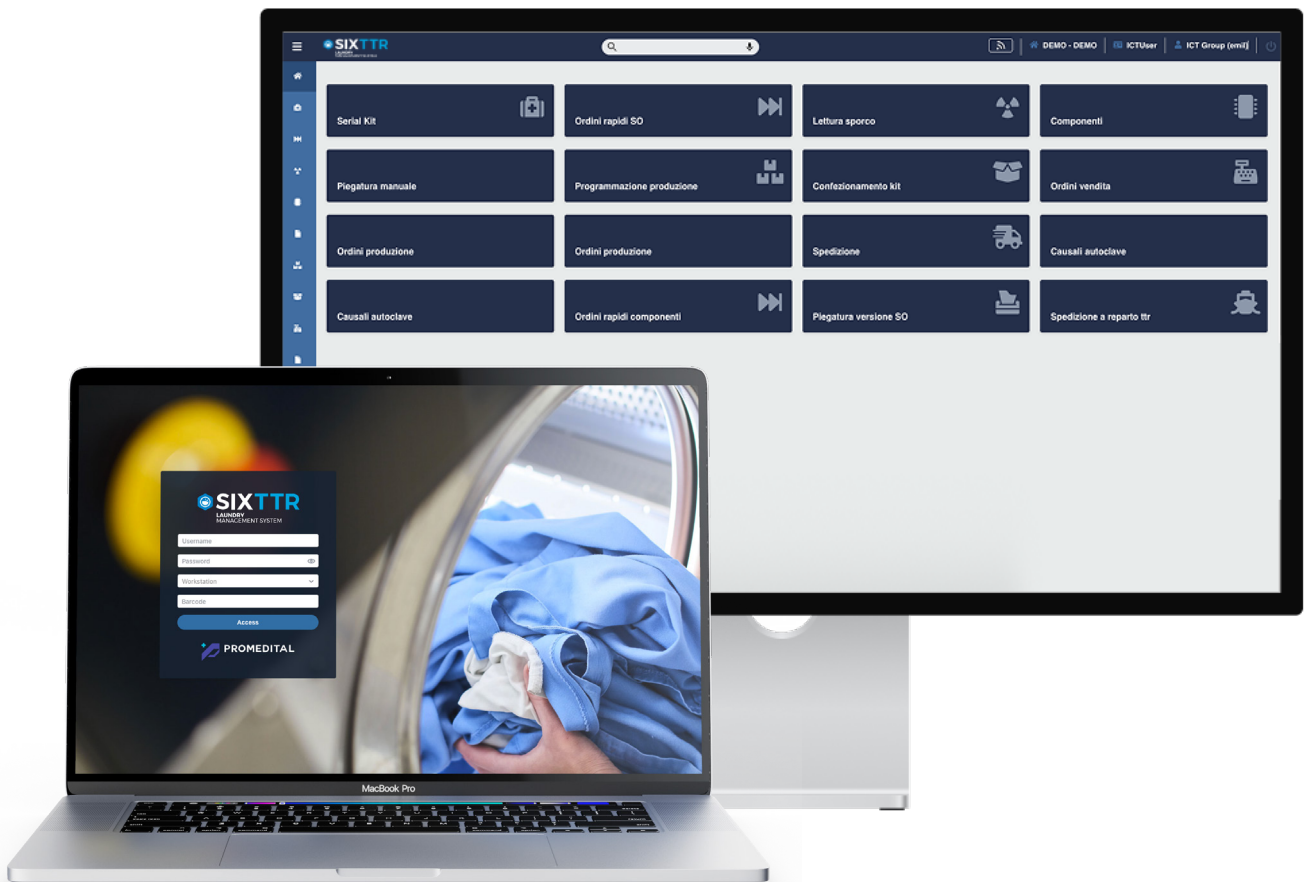 SIXTTR
LAUNDRY
DEMO - DEMO
ICTUser
ICT Group (emil)
Serial Kit
Ordini rapidi SO
Lettura sporco
Componenti
Piegatura manuale
Programmazione produzione
Confezionamento kit
Ordini vendita
Ordini produzione
Ordini produzione
Spedizione
Causali autoclave
Causali autoclave
Ordini rapidi componenti
Piegatura versione SO
Spedizione a reparto ttr
SIXTTR
LAUNDRY
MANAGEMENT SYSTEM
Username
Password
Workstation
Barcode
Access
PROMEDITAL
MacBook Pro